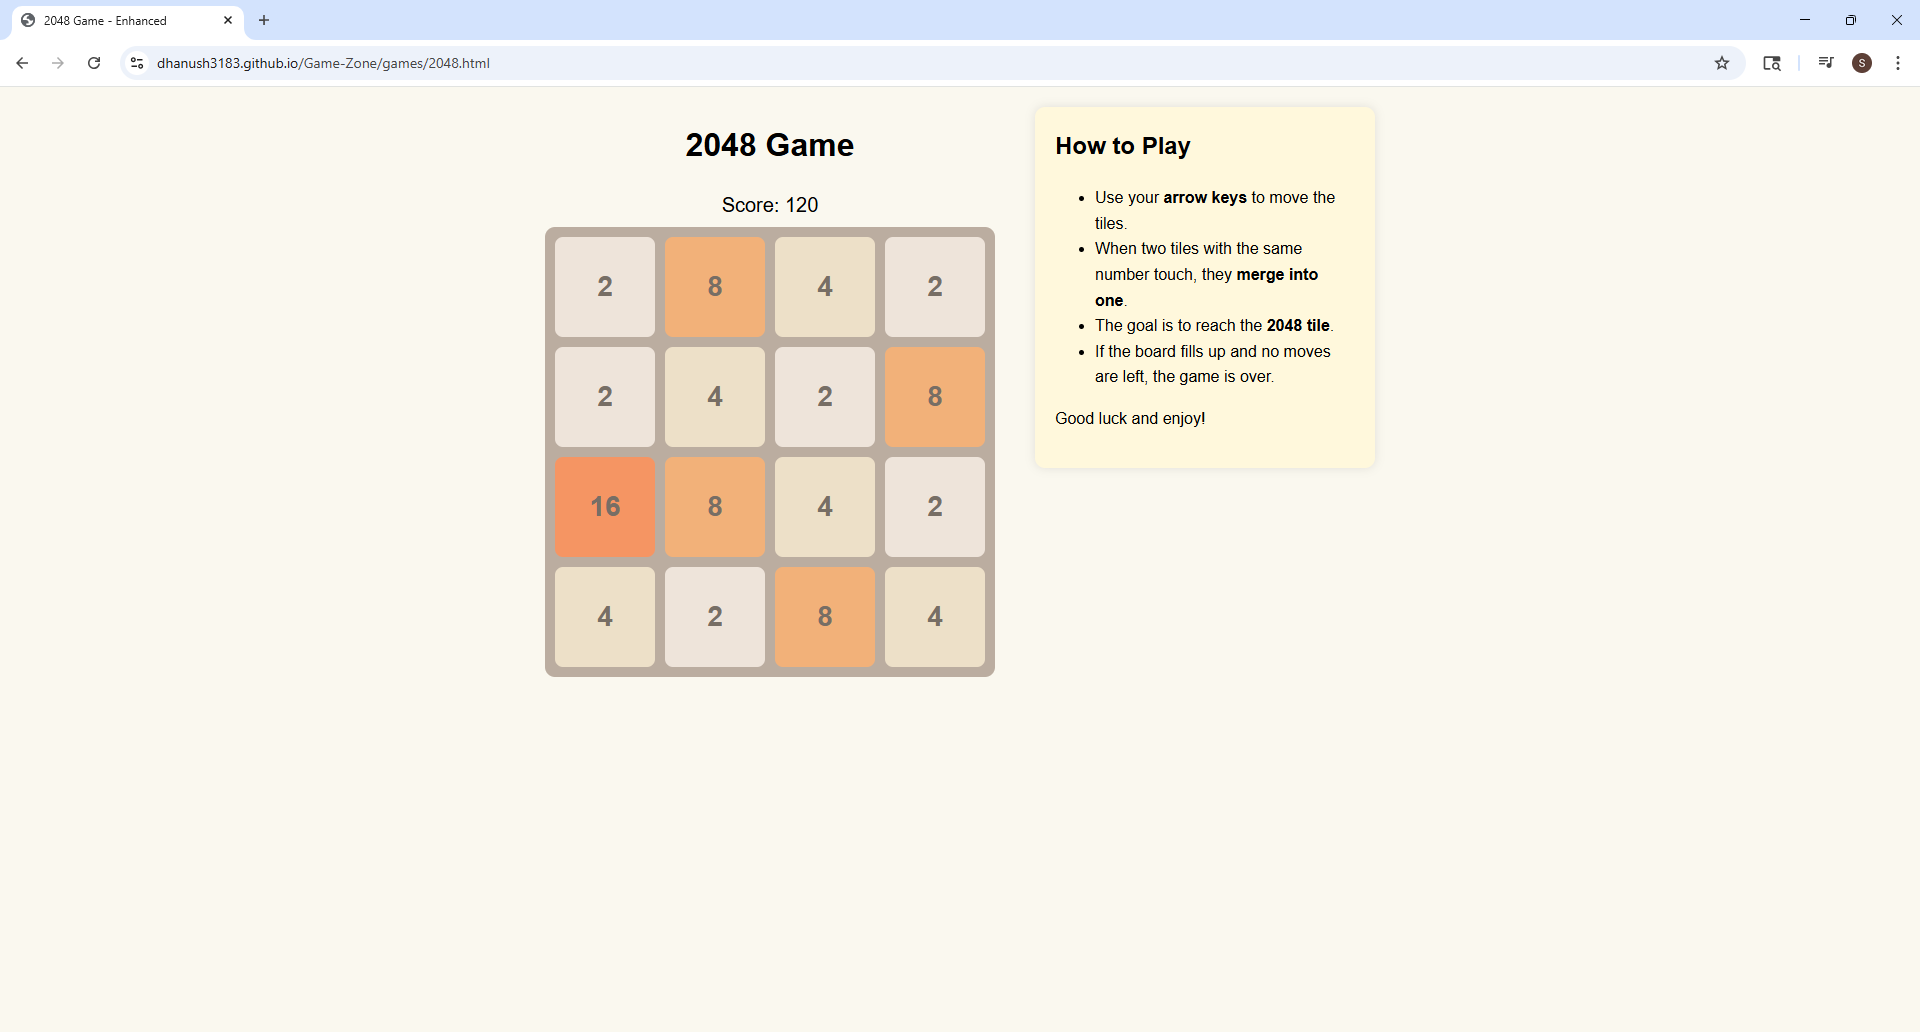 2048 Game - Enhanced
dhanush3183.github.io/Game-Zone/games/2048.html
S
2048 Game
Score: 120
2 8 4 2
2 4 2 8
16 8 4 2
4 2 8 4
How to Play
• Use your arrow keys to move the
tiles.
• When two tiles with the same
number touch, they merge into
one.
• The goal is to reach the 2048 tile.
• If the board fills up and no moves
are left, the game is over.
Good luck and enjoy!